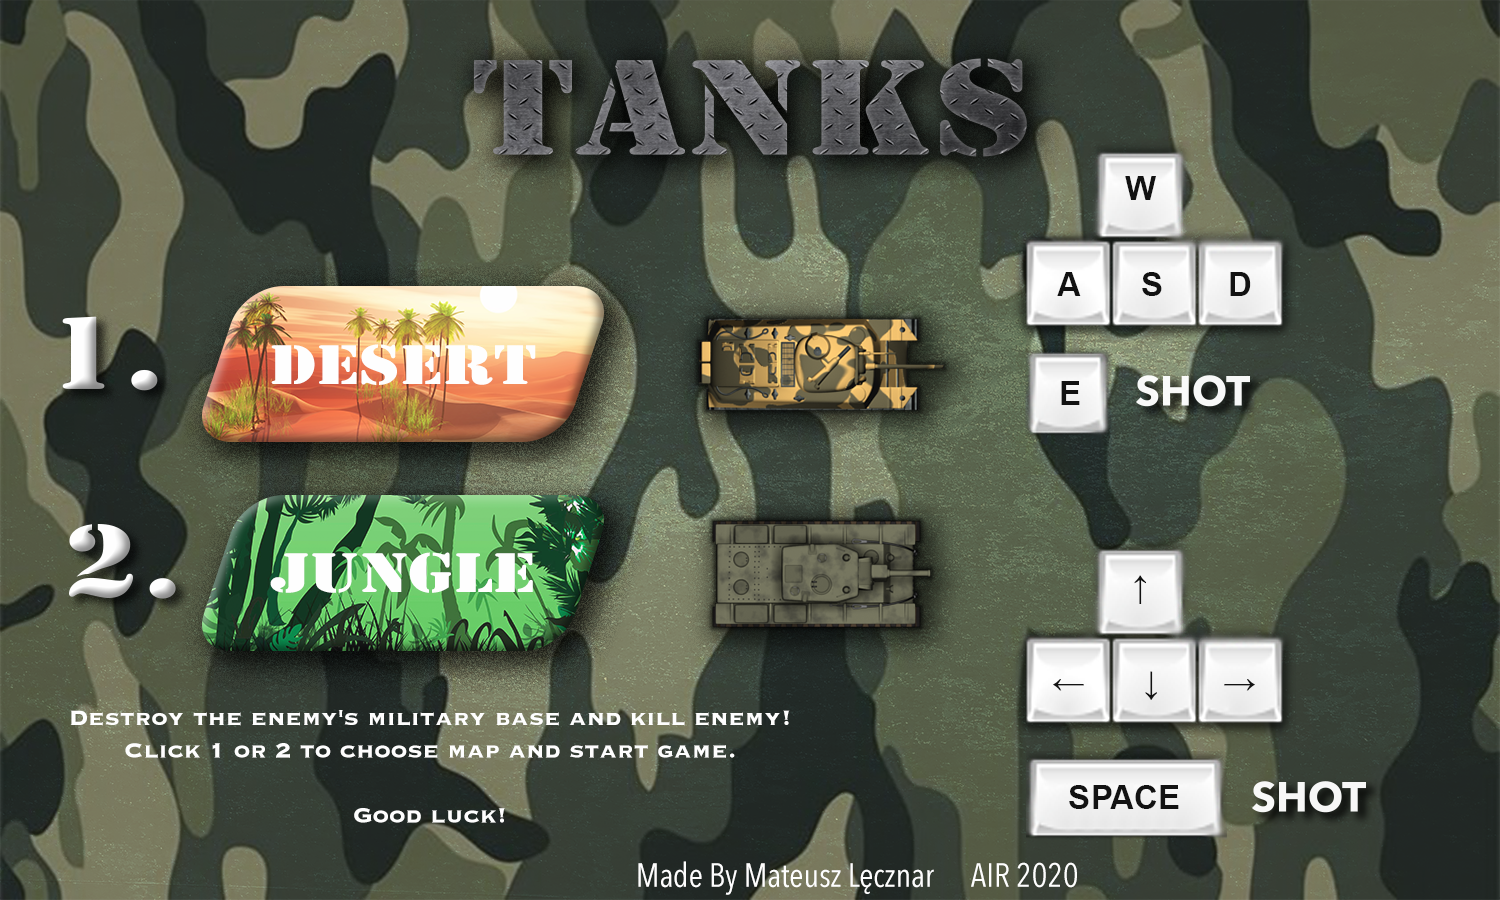 TANKS
1.
DESERT
2.
JUNGLE
W
A S D
E SHOT
↑
← ↓ →
SPACE SHOT
Destroy the enemy's military base and kill enemy!
Click 1 or 2 to choose map and start game.
Good luck!
Made By Mateusz Lęcznar AIR 2020